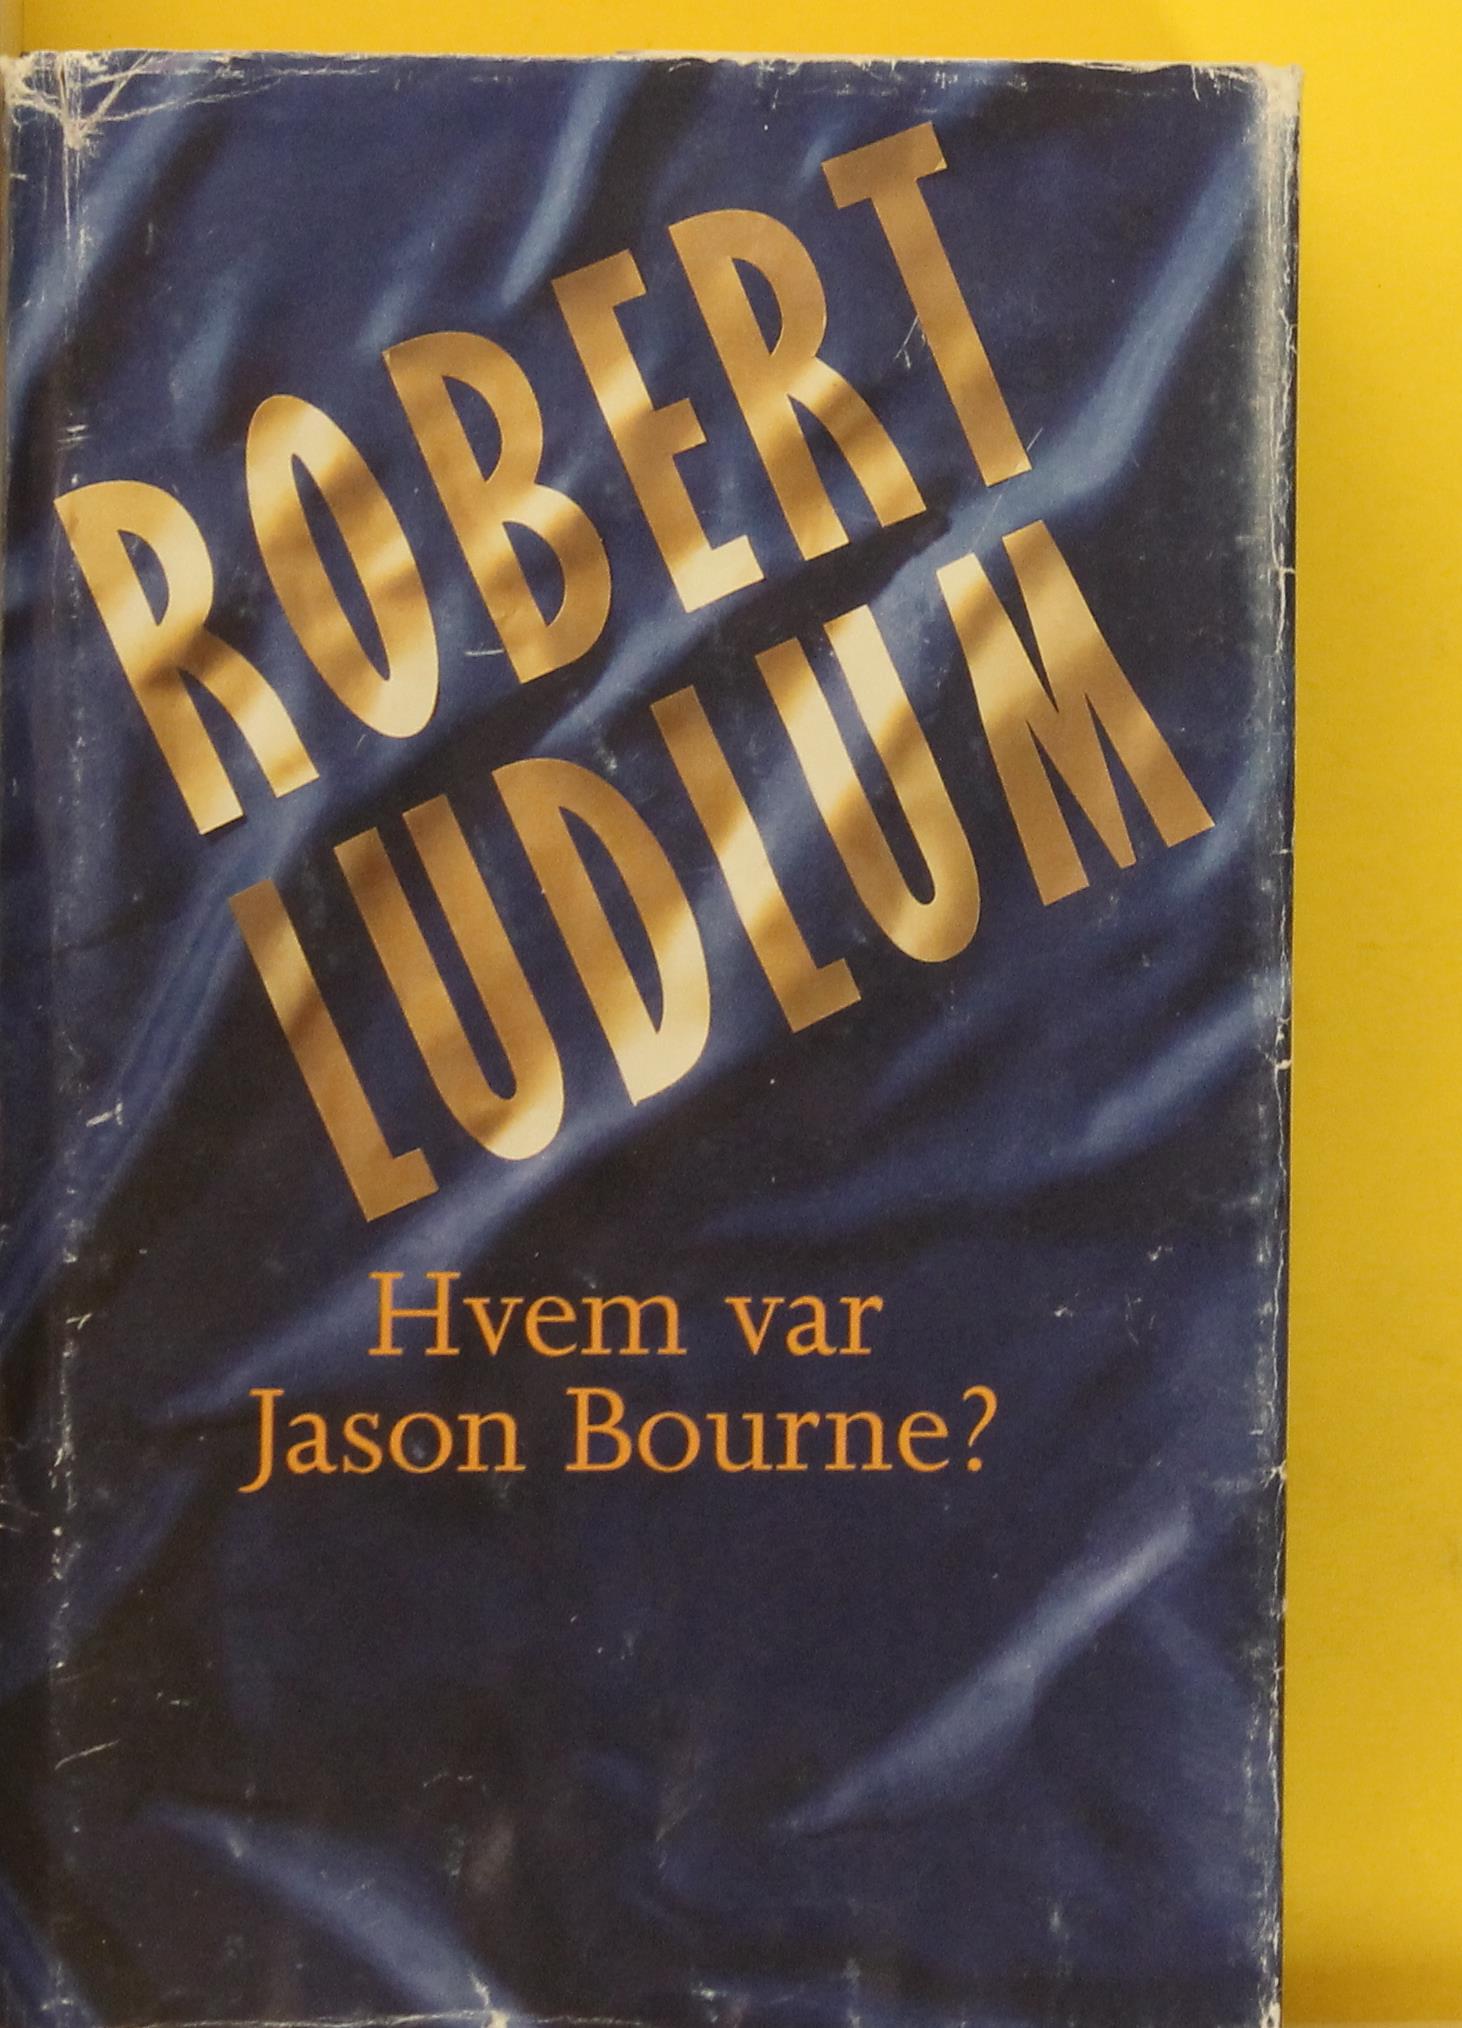 ROBERT
LUDLUM
Hvem var
Jason Bourne?